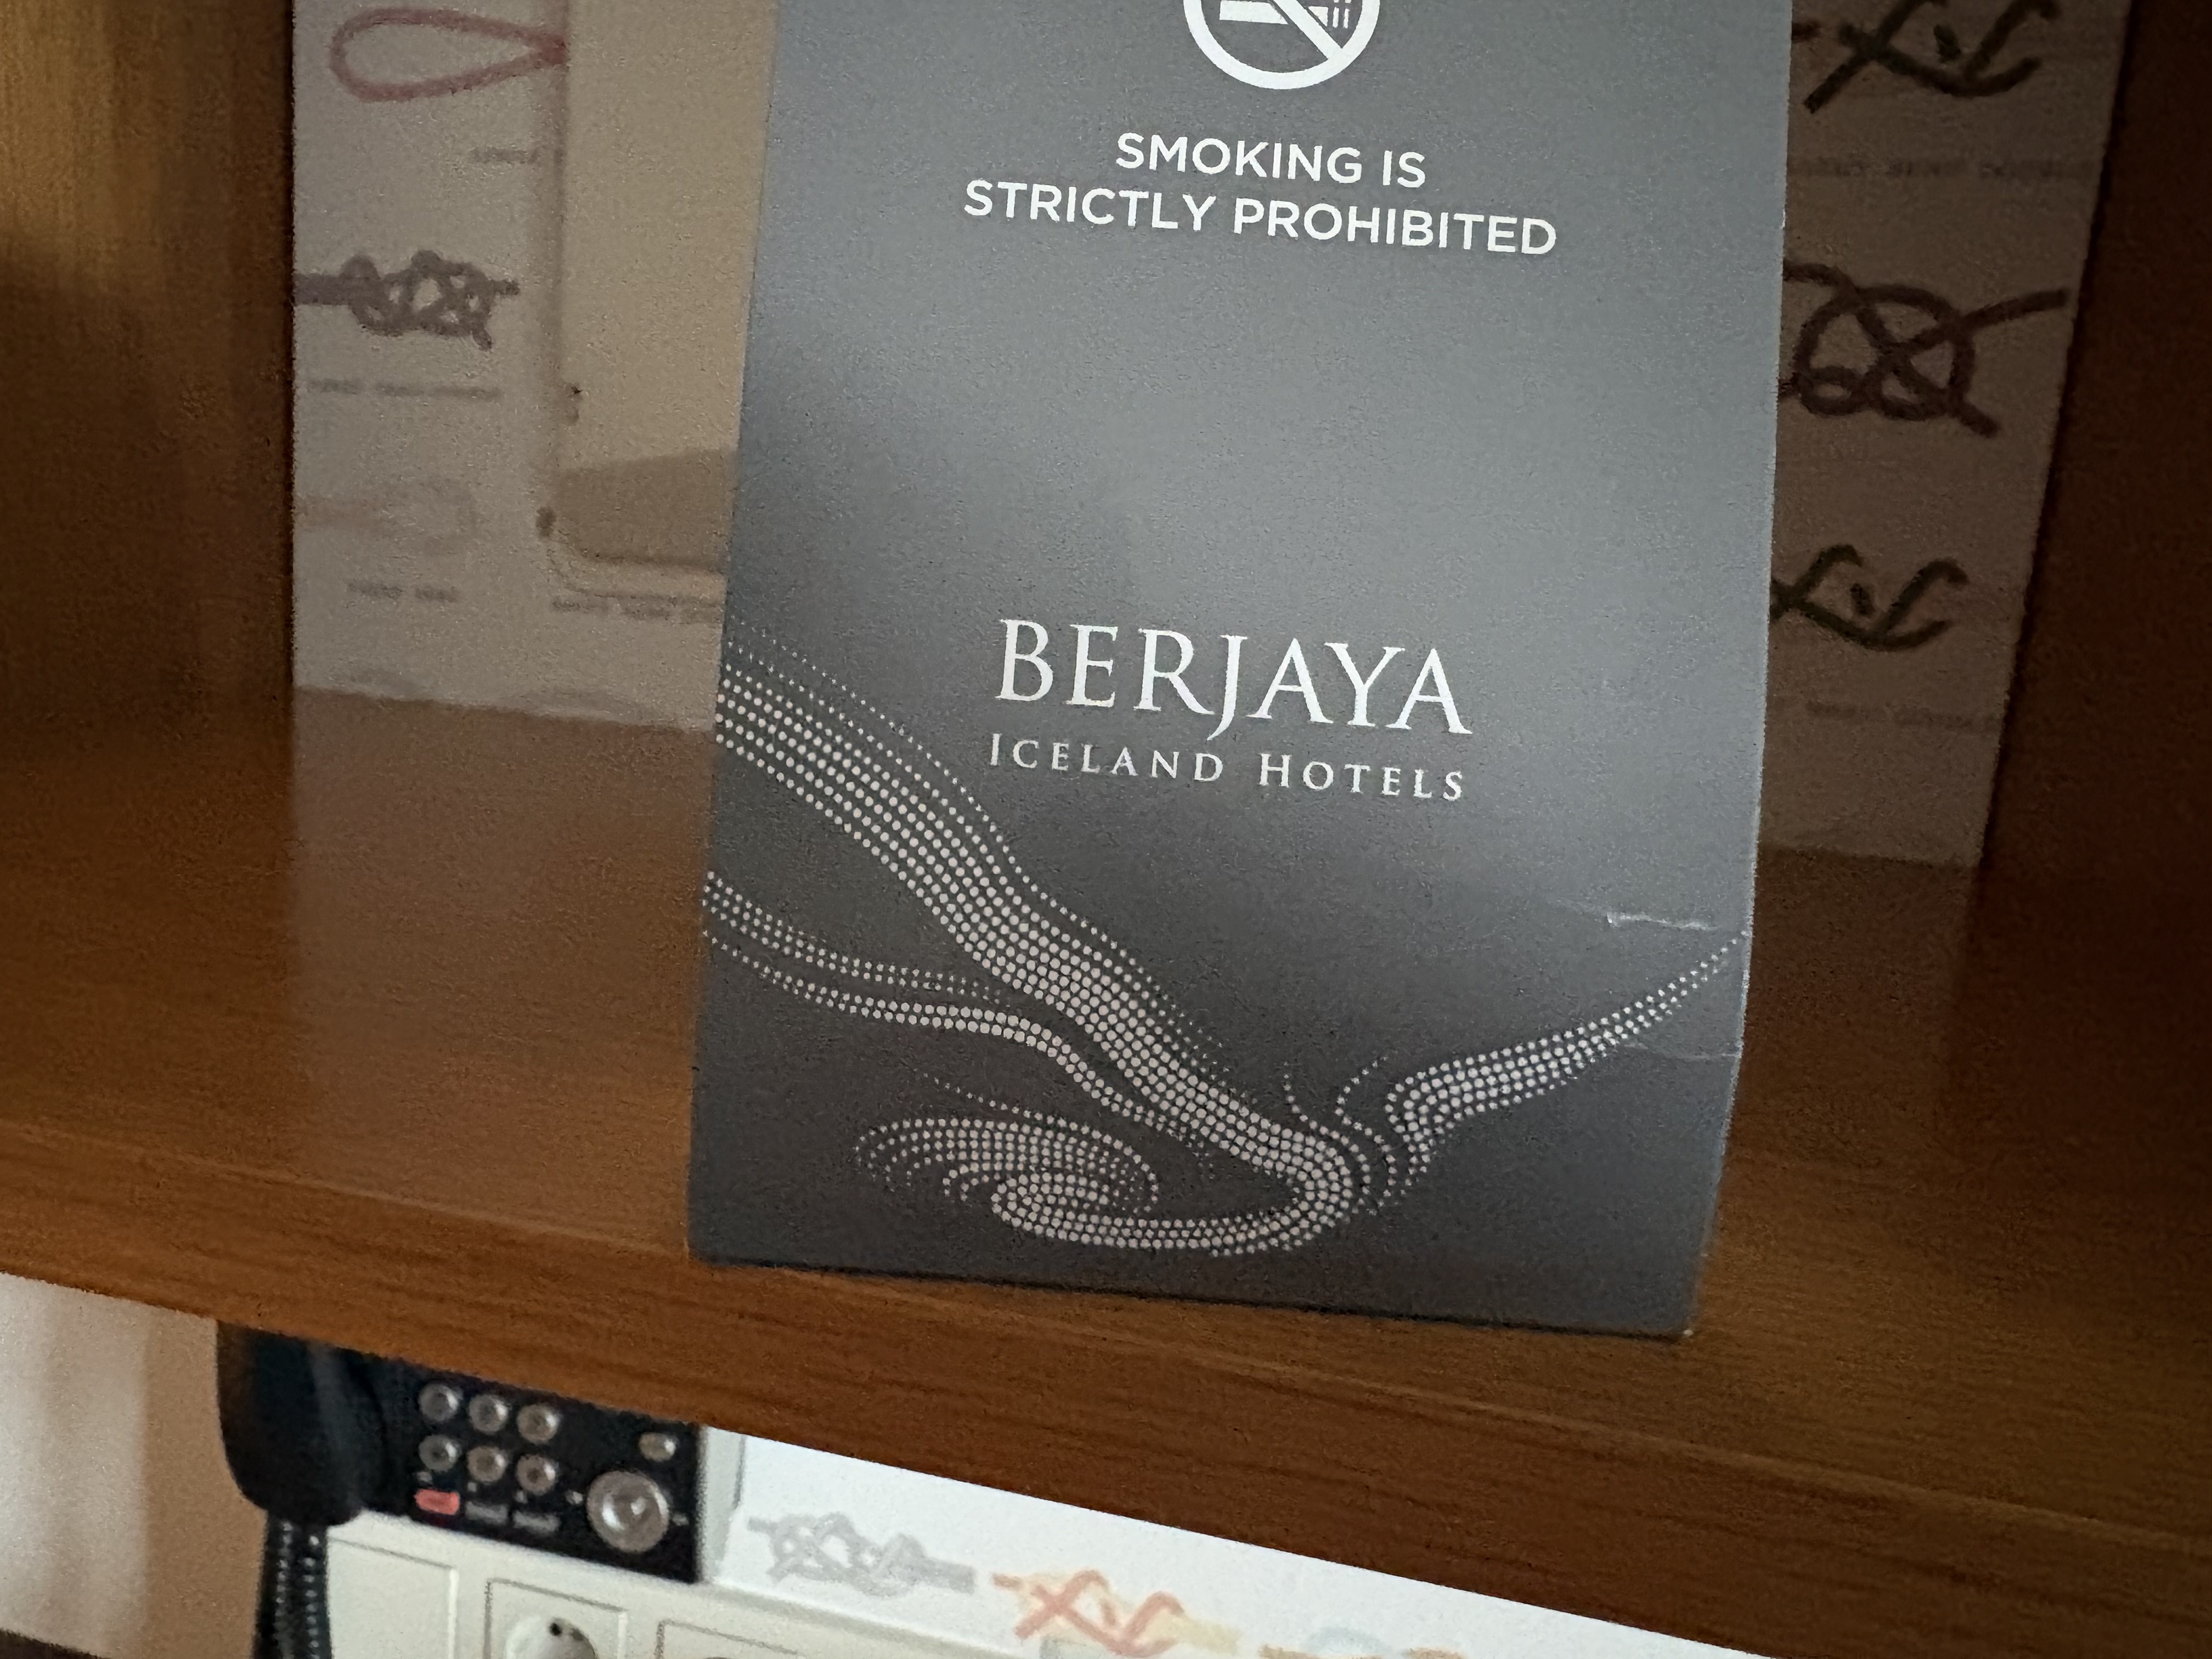 SMOKING IS
STRICTLY PROHIBITED
BERJAYA
ICELAND HOTELS